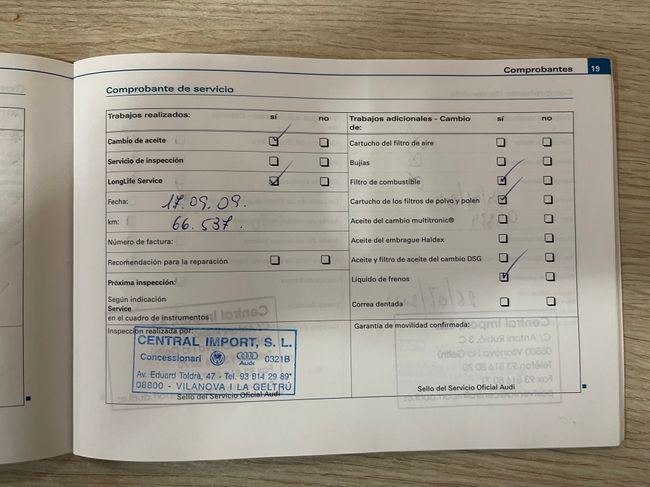 Comprobantes 19
Comprobante de servicio
Trabajos realizados: sí no
Cambio de aceite
Servicio de inspección
LongLife Service
Fecha: 17.09.09.
km: 66.537.
Número de factura:
Recomendación para la reparación
Próxima inspección:
Según indicación
Service
en el cuadro de instrumentos
Inspección realizada por:
CENTRAL IMPORT, S. L.
Concessionari Audi 0321B
Av. Eduard Toldrà, 47 - Tel. 93 814 29 89*
08800 - VILANOVA I LA GELTRÚ
Sello del Servicio Oficial Audi
Trabajos adicionales - Cambio sí no
de:
Cartucho del filtro de aire
Bujías
Filtro de combustible
Cartucho de los filtros de polvo y polen
Aceite del cambio multitronic®
Aceite del embrague Haldex
Aceite y filtro de aceite del cambio DSG
Líquido de frenos
Correa dentada
Garantía de movilidad confirmada:
Sello del Servicio Oficial Audi